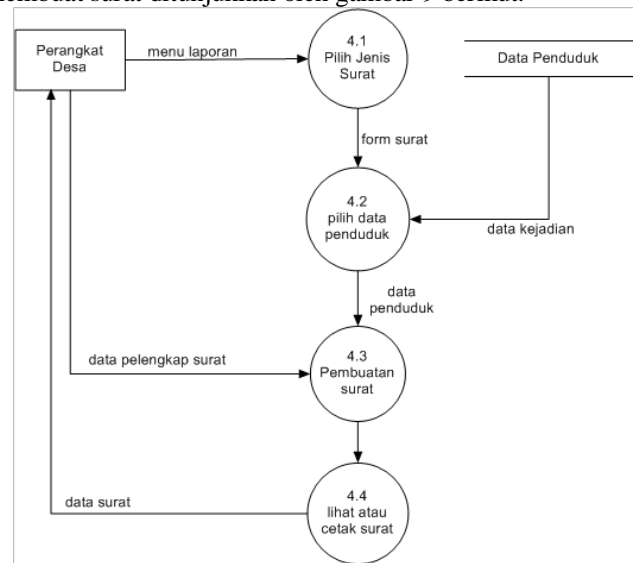 membuat surat ditunjukkan oleh gambar 9 berikut.
Perangkat
Desa
menu laporan
4.1
Pilih Jenis
Surat
Data Penduduk
form surat
4.2
pilih data
penduduk
data kejadian
data
penduduk
data pelengkap surat
4.3
Pembuatan
surat
data surat
4.4
lihat atau
cetak surat